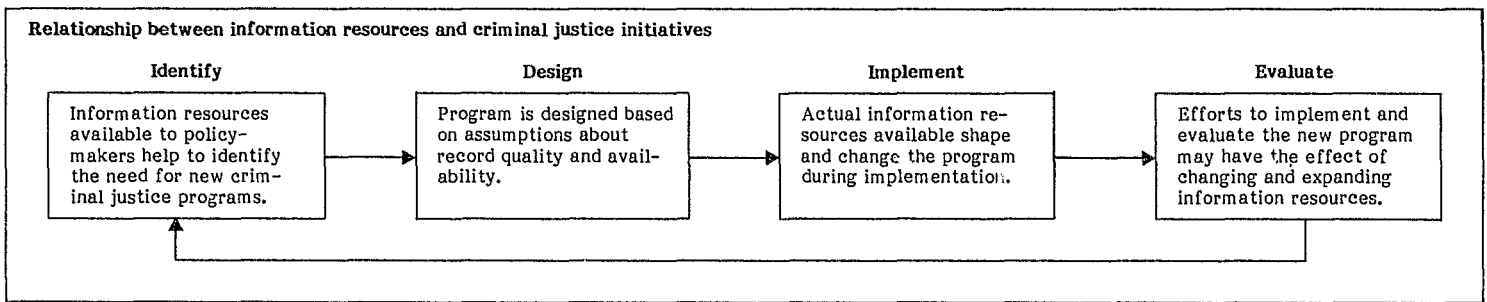 Relationship between information resources and criminal justice initiatives
Identify
Information resources
available to policy-
makers help to identify
the need for new crim-
inal justice programs.
Design
Program is designed based
on assumptions about
record quality and avail-
ability.
Implement
Actual information re-
sources available shape
and change the program
during implementation.
Evaluate
Efforts to implement and
evaluate the new program
may have the effect of
changing and expanding
information resources.